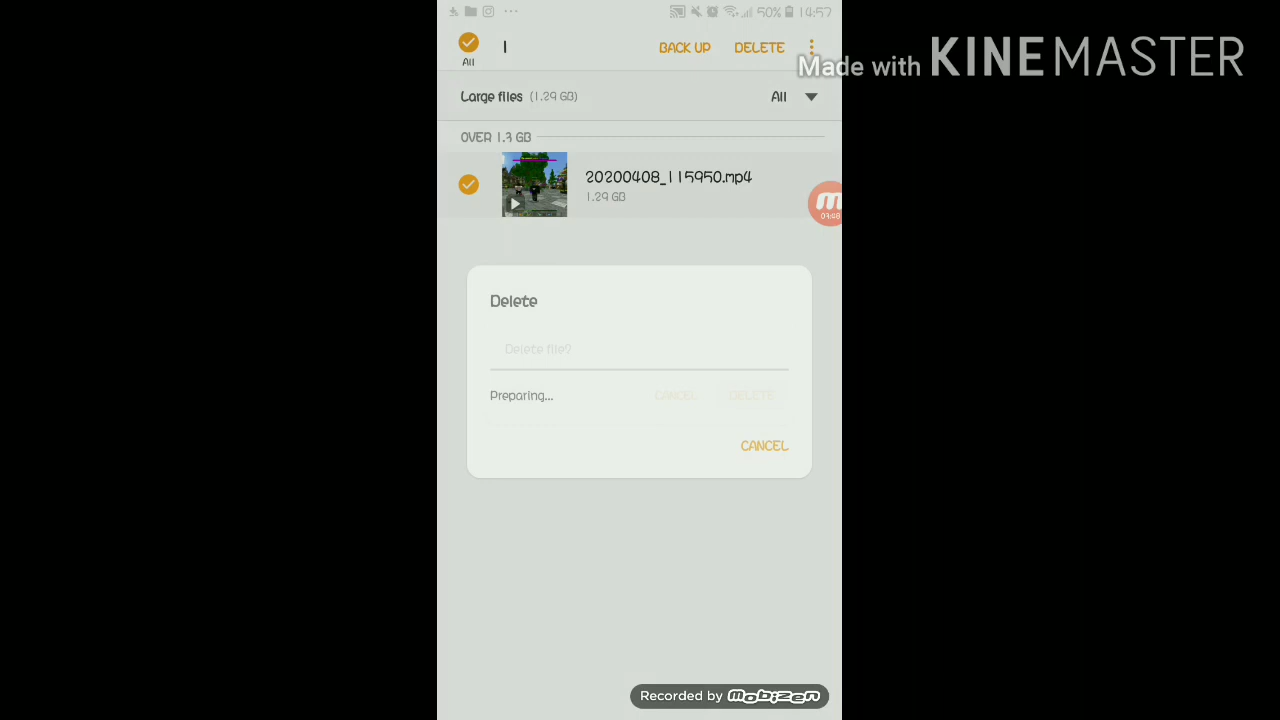 50% 14:57
All
1
BACK UP
DELETE
Made with KINEMASTER
Large files (1.29 GB)
All
OVER 1.3 GB
20200408_115950.mp4
1.29 GB
Delete
Delete file?
Preparing...
CANCEL
DELETE
CANCEL
Recorded by mobizen